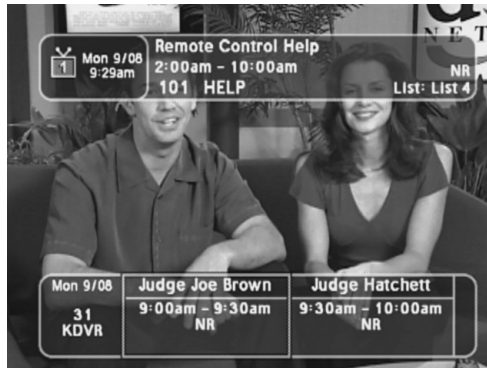 N E T
Mon 9/08
9:29am
1
Remote Control Help
2:00am - 10:00am
NR
101 HELP
List: List 4
Mon 9/08
31
KDVR
Judge Joe Brown
9:00am - 9:30am
NR
Judge Hatchett
9:30am - 10:00am
NR